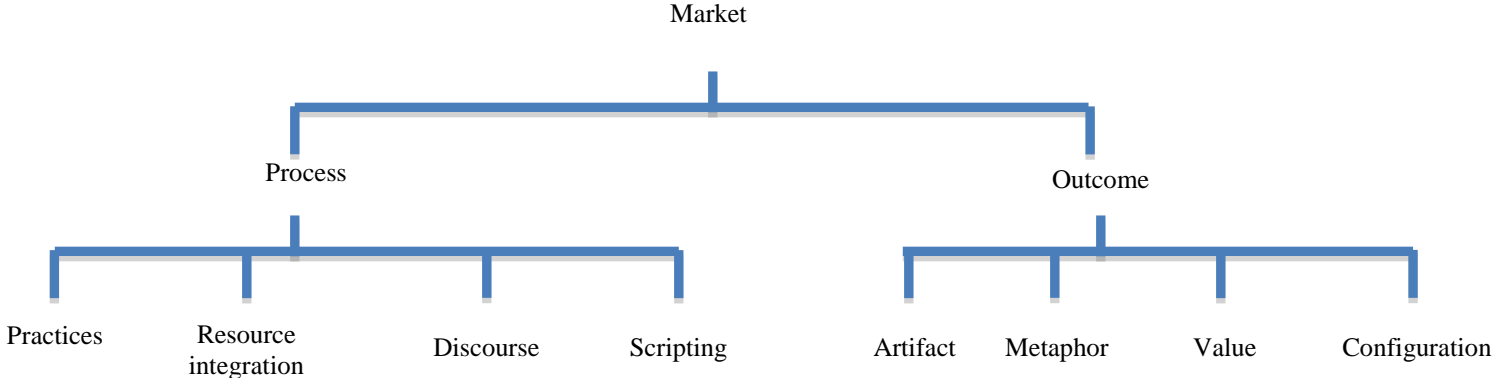 Market
Process
Outcome
Practices
Resource
integration
Discourse
Scripting
Artifact
Metaphor
Value
Configuration